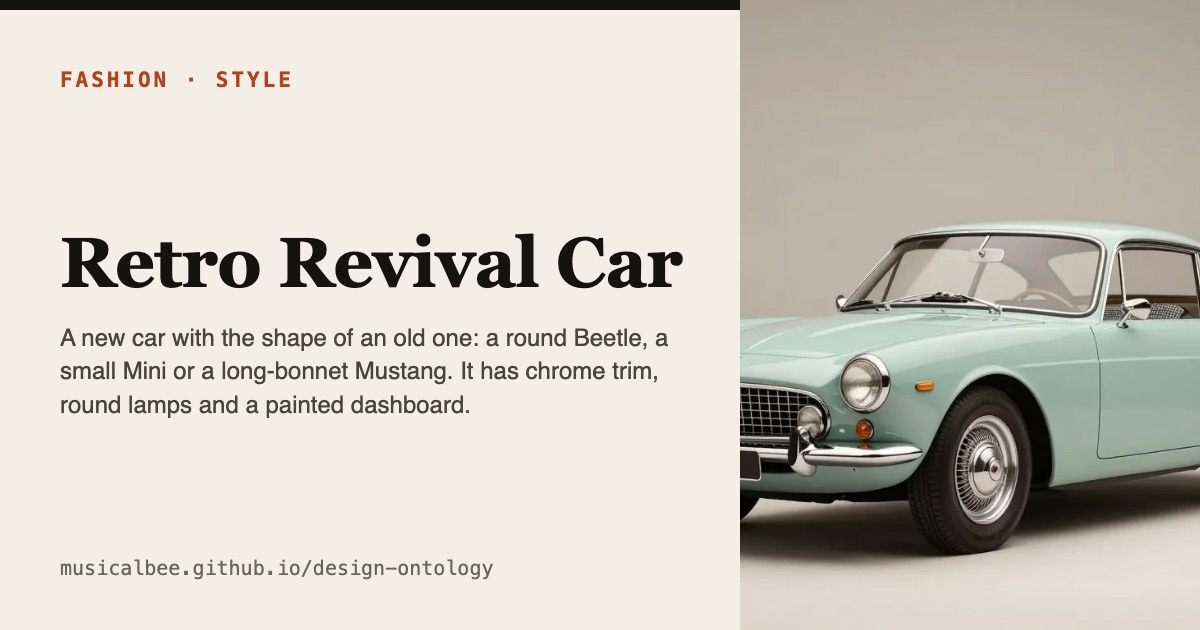 FASHION · STYLE
Retro Revival Car
A new car with the shape of an old one: a round Beetle, a
small Mini or a long-bonnet Mustang. It has chrome trim,
round lamps and a painted dashboard.
musicalbee.github.io/design-ontology